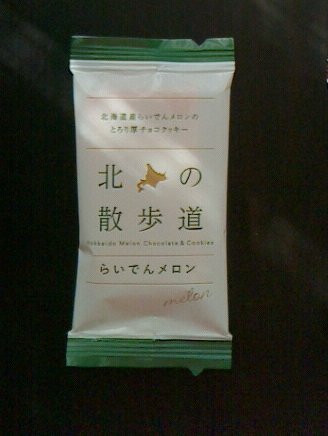 北海道産らいでんメロンの
とろり厚チョコクッキー
北の
散歩道
Hokkaido Melon Chocolate & Cookies
らいでんメロン
melon